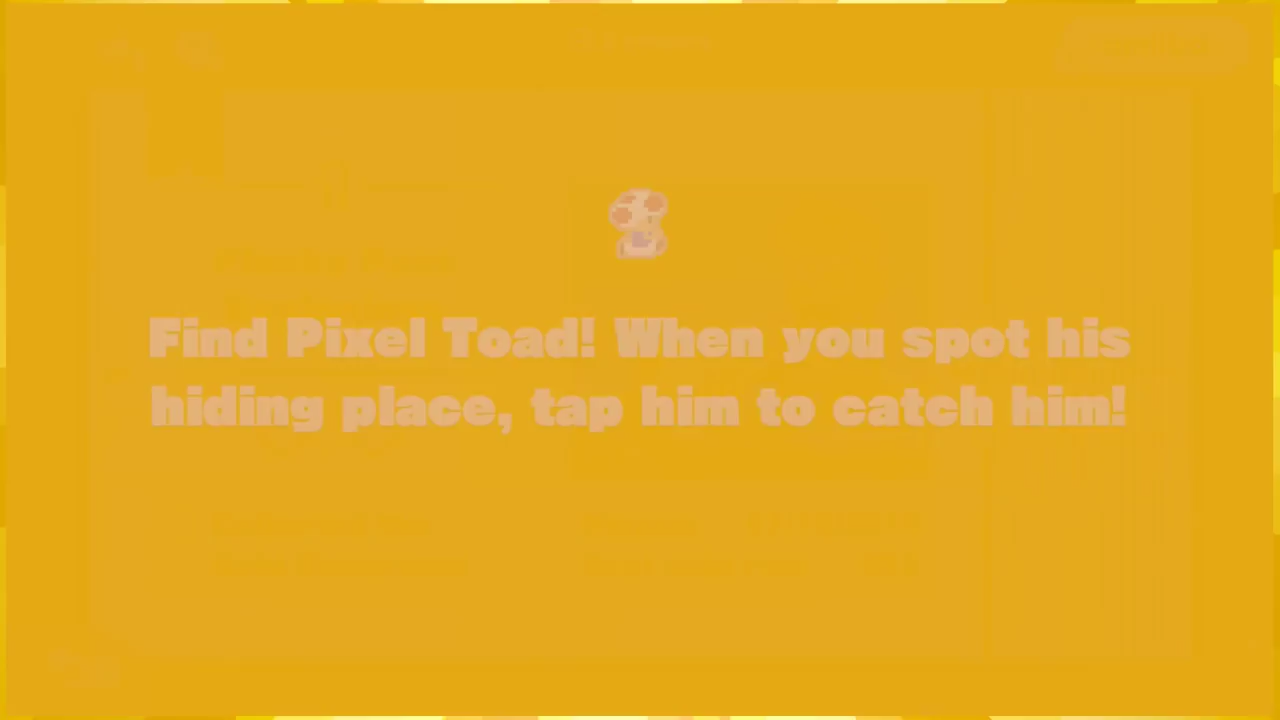 Find Pixel Toad! When you spot his
hiding place, tap him to catch him!